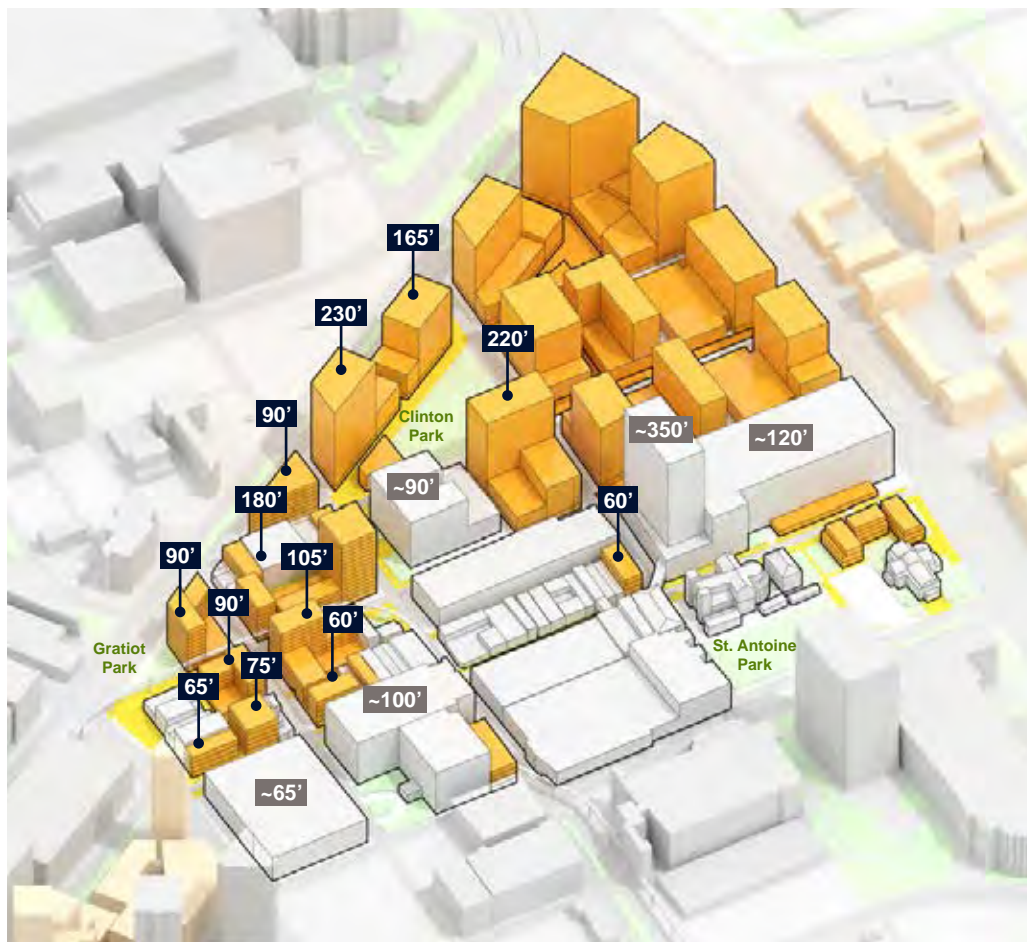 165’
230’
220’
90’
Clinton
Park
~350’
~120’
~90’
180’
60’
90’
105’
90’
60’
Gratiot
Park
75’
St. Antoine
Park
65’
~100’
~65’